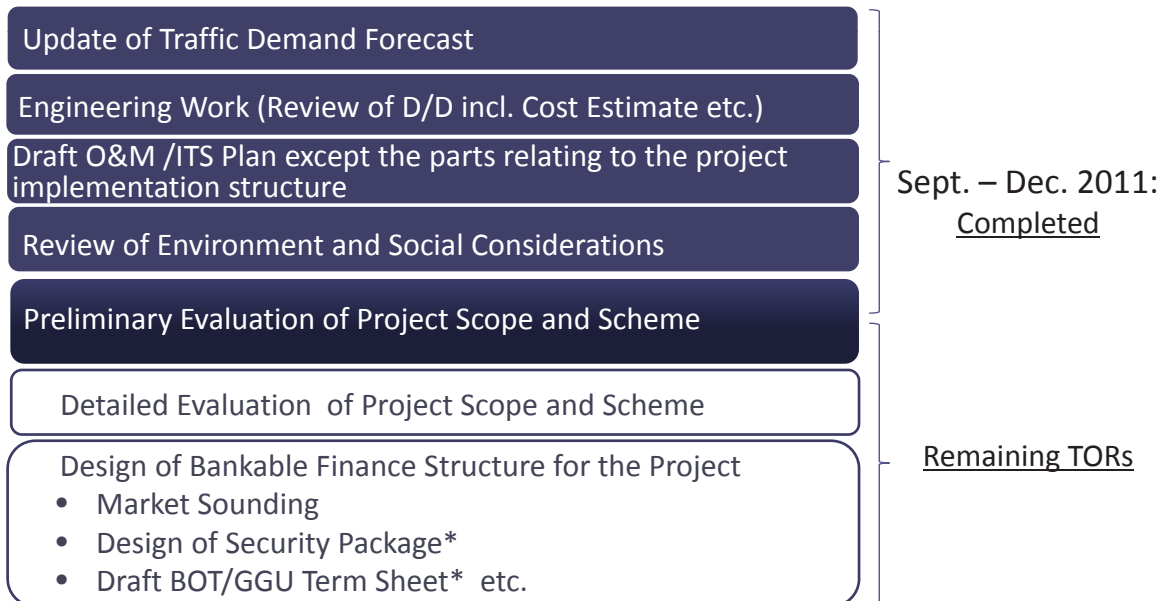 Update of Traffic Demand Forecast
Engineering Work (Review of D/D incl. Cost Estimate etc.)
Draft O&M /ITS Plan except the parts relating to the project
implementation structure
Review of Environment and Social Considerations
Sept. – Dec. 2011:
Completed
Preliminary Evaluation of Project Scope and Scheme
Detailed Evaluation of Project Scope and Scheme
Design of Bankable Finance Structure for the Project
• Market Sounding
• Design of Security Package*
• Draft BOT/GGU Term Sheet* etc.
Remaining TORs